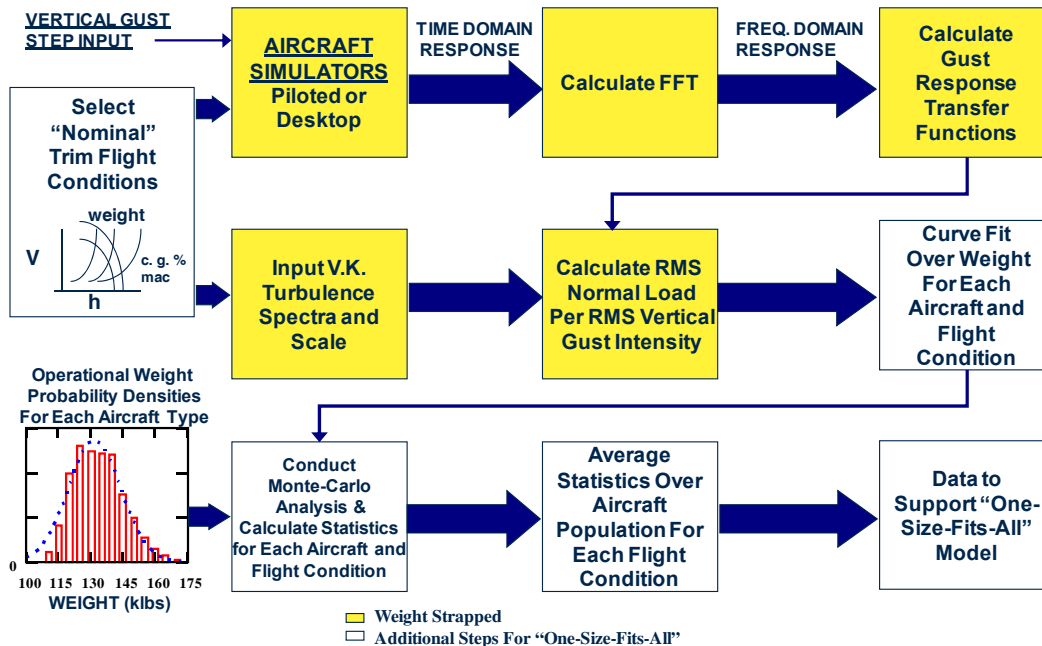 VERTICAL GUST
STEP INPUT
AIRCRAFT
SIMULATORS
Piloted or
Desktop
TIME DOMAIN
RESPONSE
Calculate FFT
FREQ. DOMAIN
RESPONSE
Calculate
Gust
Response
Transfer
Functions
Select
“Nominal”
Trim Flight
Conditions
weight
V
c. g. %
mac
h
Input V.K.
Turbulence
Spectra and
Scale
Calculate RMS
Normal Load
Per RMS Vertical
Gust Intensity
Curve Fit
Over Weight
For Each
Aircraft and
Flight
Condition
Operational Weight
Probability Densities
For Each Aircraft Type
0
100 115 130 145 160 175
WEIGHT (klbs)
Conduct
Monte-Carlo
Analysis &
Calculate Statistics
for Each Aircraft and
Flight Condition
Average
Statistics Over
Aircraft
Population For
Each Flight
Condition
Data to
Support “One-
Size-Fits-All”
Model
Weight Strapped
Additional Steps For “One-Size-Fits-All”